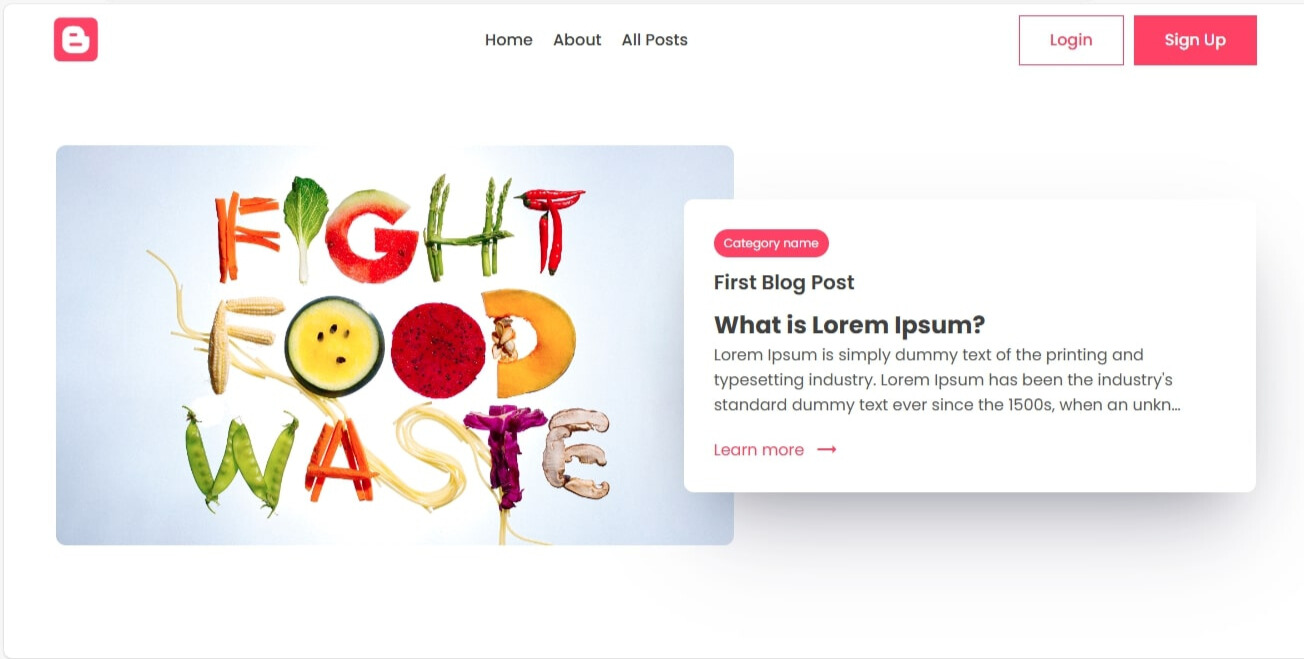 Home About All Posts Login Sign Up
FIGHT
FOOD
WASTE
Category name
First Blog Post
What is Lorem Ipsum?
Lorem Ipsum is simply dummy text of the printing and
typesetting industry. Lorem Ipsum has been the industry's
standard dummy text ever since the 1500s, when an unkn...
Learn more